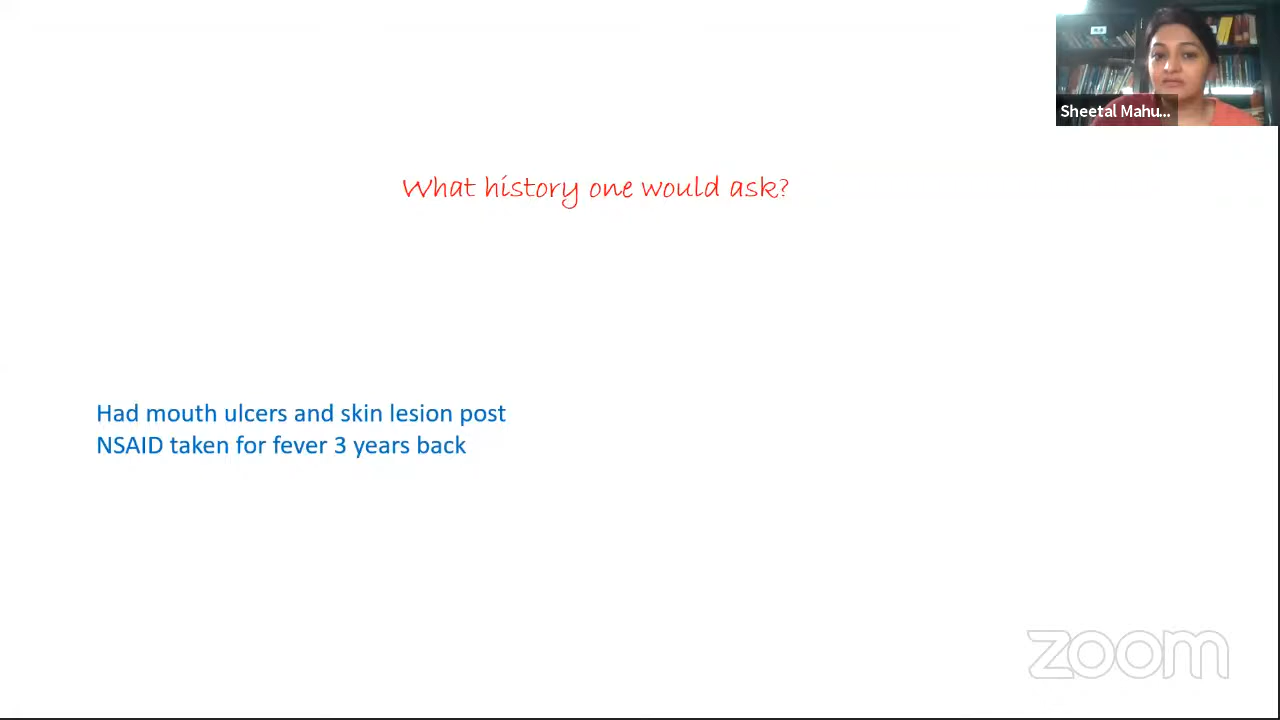 Sheetal Mahu...
What history one would ask?
Had mouth ulcers and skin lesion post
NSAID taken for fever 3 years back
zoom